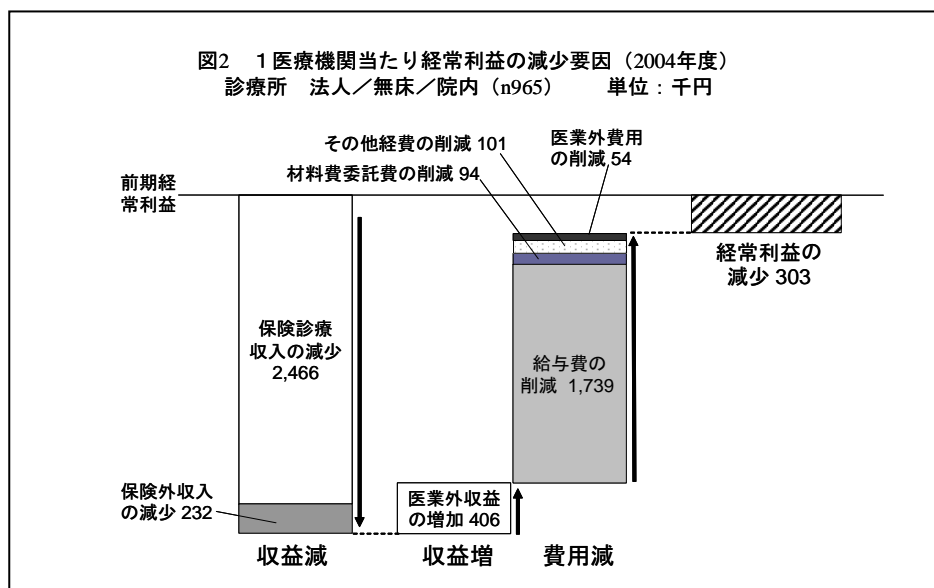 図2　１医療機関当たり経常利益の減少要因（2004年度）
診療所　法人／無床／院内（n965）　　単位：千円
医業外費用
の削減 54
その他経費の削減 101
材料費委託費の削減 94
前期経
常利益
経常利益の
減少 303
保険診療
収入の減少
2,466
給与費の
削減 1,739
保険外収入
の減少 232
医業外収益
の増加 406
収益減
収益増
費用減